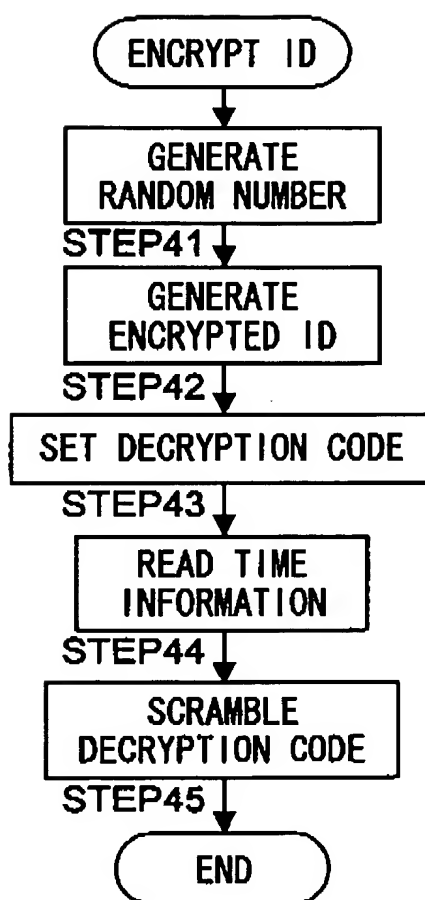 ENCRYPT ID
GENERATE
RANDOM NUMBER
STEP41
GENERATE
ENCRYPTED ID
STEP42
SET DECRYPTION CODE
STEP43
READ TIME
INFORMATION
STEP44
SCRAMBLE
DECRYPTION CODE
STEP45
END